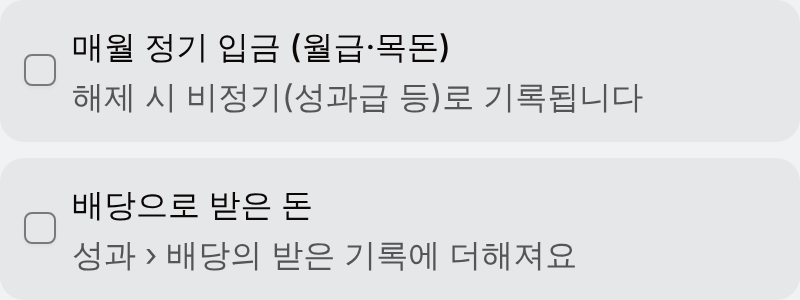 매월 정기 입금 (월급·목돈)
해제 시 비정기(성과급 등)로 기록됩니다
배당으로 받은 돈
성과 › 배당의 받은 기록에 더해져요